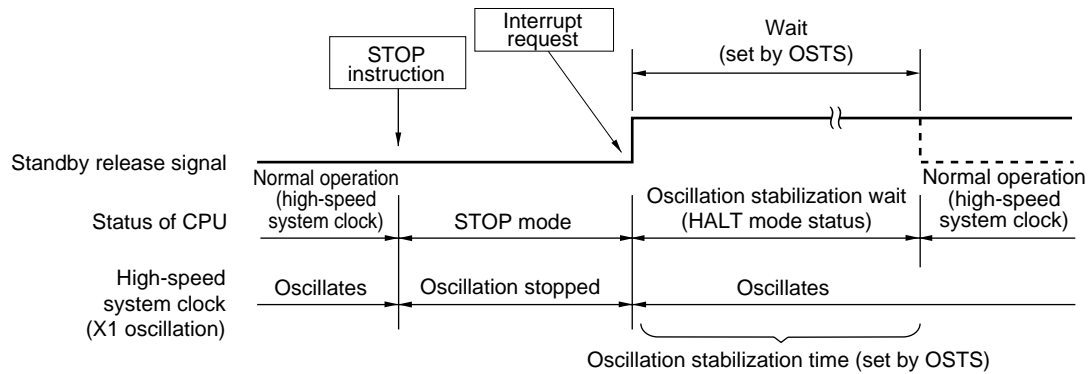 Interrupt
request
STOP
instruction
Wait
(set by OSTS)
Standby release signal
Normal operation
(high-speed
system clock)
Status of CPU
STOP mode
Oscillation stabilization wait
(HALT mode status)
Normal operation
(high-speed
system clock)
High-speed
system clock
(X1 oscillation)
Oscillates
Oscillation stopped
Oscillates
Oscillation stabilization time (set by OSTS)